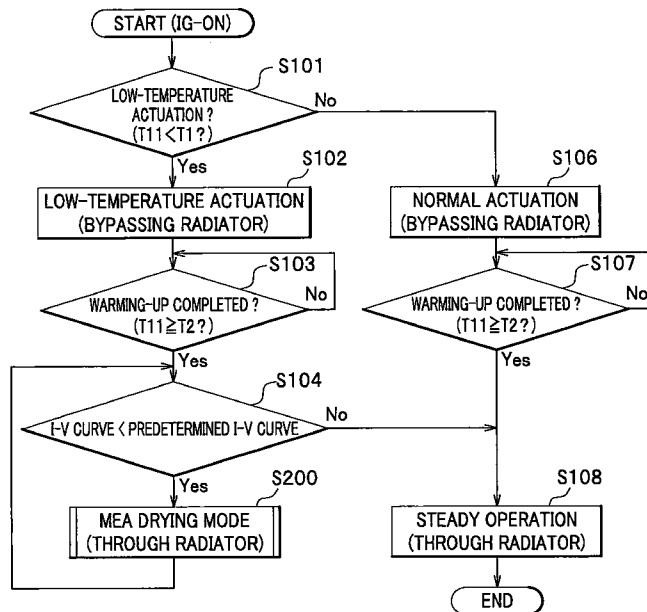 START (IG-ON)
S101
LOW-TEMPERATURE
ACTUATION ?
(T11<T1?)
No
Yes
S102
LOW-TEMPERATURE ACTUATION
(BYPASSING RADIATOR)
S106
NORMAL ACTUATION
(BYPASSING RADIATOR)
S103
WARMING-UP COMPLETED ?
(T11≧T2?)
No
Yes
S107
WARMING-UP COMPLETED ?
(T11≧T2?)
No
Yes
S104
I-V CURVE < PREDETERMINED I-V CURVE
No
Yes
S200
MEA DRYING MODE
(THROUGH RADIATOR)
S108
STEADY OPERATION
(THROUGH RADIATOR)
END